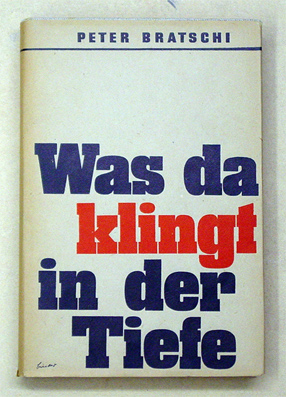 PETER BRATSCHI
Was da
klingt
in der
Tiefe